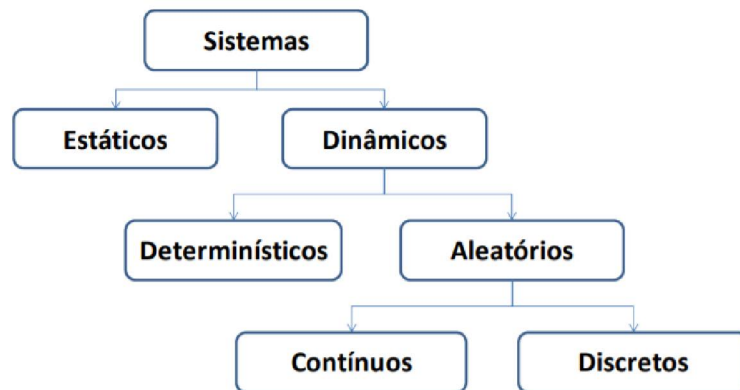 Sistemas
Estáticos
Dinâmicos
Determinísticos
Aleatórios
Contínuos
Discretos